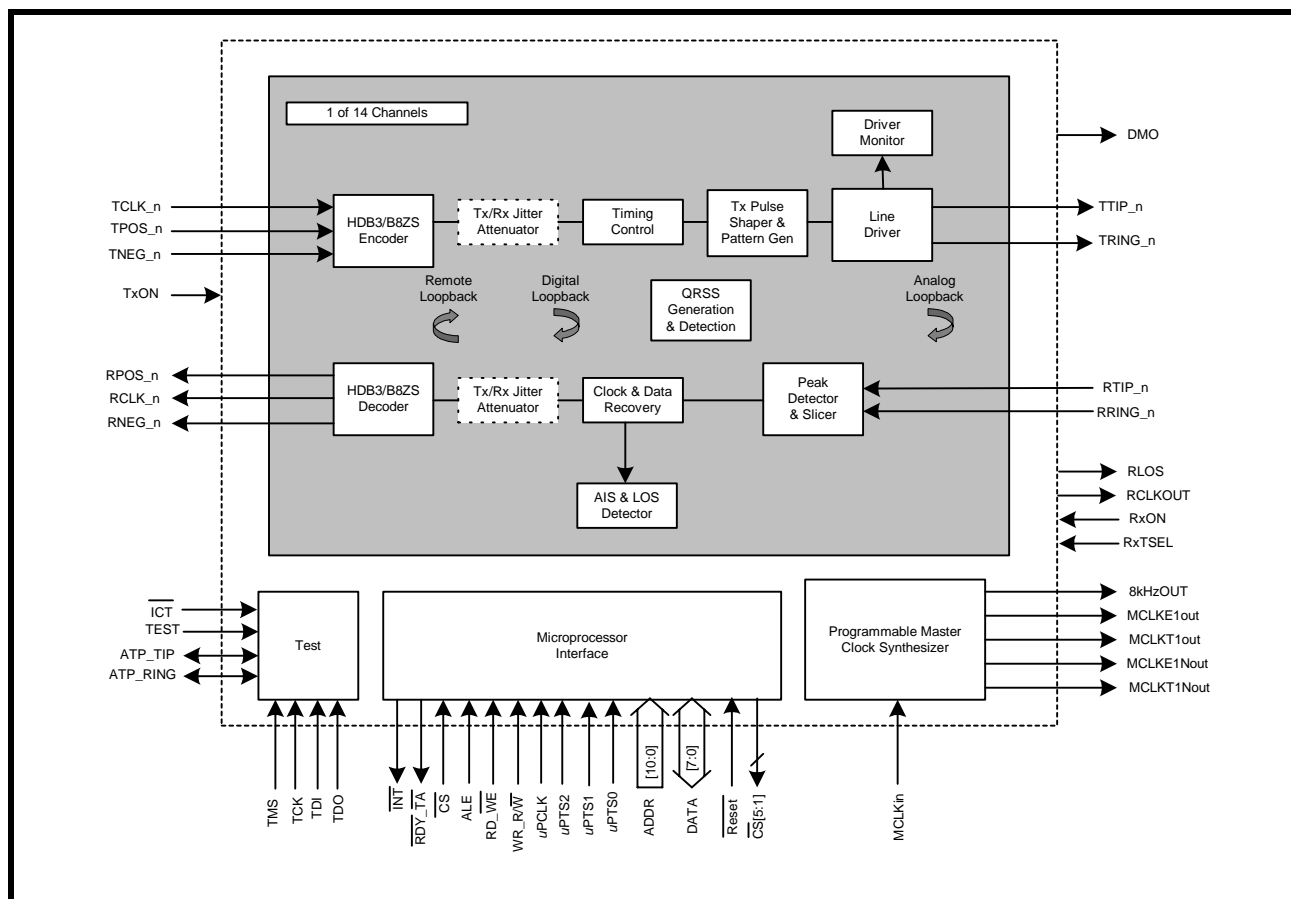 1 of 14 Channels
Driver
Monitor
DMO
TCLK_n
TPOS_n
TNEG_n
HDB3/B8ZS
Encoder
Tx/Rx Jitter
Attenuator
Timing
Control
Tx Pulse
Shaper &
Pattern Gen
Line
Driver
TTIP_n
TRING_n
TxON
Remote
Loopback
Digital
Loopback
QRSS
Generation
& Detection
Analog
Loopback
RPOS_n
RCLK_n
RNEG_n
HDB3/B8ZS
Decoder
Tx/Rx Jitter
Attenuator
Clock & Data
Recovery
Peak
Detector
& Slicer
RTIP_n
RRING_n
AIS & LOS
Detector
RLOS
RCLKOUT
RxON
RxTSEL
ICT
TEST
ATP_TIP
ATP_RING
Test
Microprocessor
Interface
Programmable Master
Clock Synthesizer
8kHzOUT
MCLKE1out
MCLKT1out
MCLKE1Nout
MCLKT1Nout
TMS
TCK
TDI
TDO
INT
RDY_TA
CS
ALE
RD_WE
WR_R/W
uPCLK
uPTS2
uPTS1
uPTS0
[10:0]
ADDR
[7:0]
DATA
Reset
CS[5:1]
MCLKin